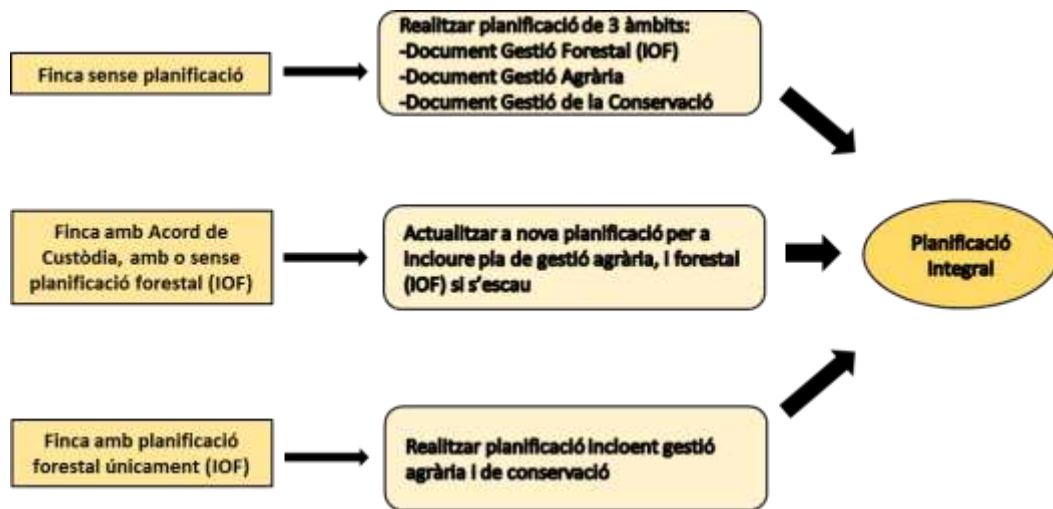 Finca sense planificació
Realitzar planificació de 3 àmbits:
-Document Gestió Forestal (IOF)
-Document Gestió Agrària
-Document Gestió de la Conservació
Finca amb Acord de
Custòdia, amb o sense
planificació forestal (IOF)
Actualitzar a nova planificació per a
incloure pla de gestió agrària, i forestal
(IOF) si s'escau
Planificació
Integral
Finca amb planificació
forestal únicament (IOF)
Realitzar planificació incloent gestió
agrària i de conservació